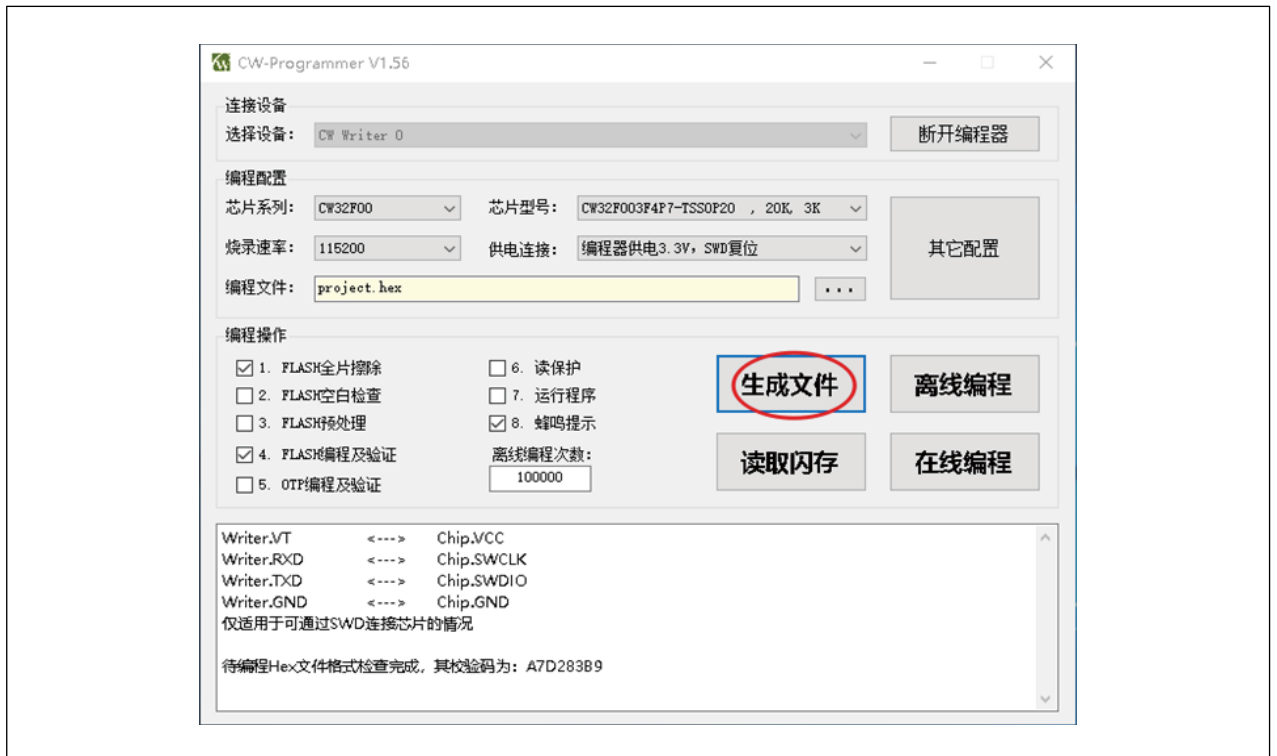 CW-Programmer V1.56
连接设备
选择设备： CW Writer 0 断开编程器
编程配置
芯片系列： CW32F00 芯片型号： CW32F003F4P7-TSSOP20 , 20K, 3K
其它配置
烧录速率： 115200 供电连接： 编程器供电3.3V，SWD复位
编程文件： project.hex ...
编程操作
1. FLASH全片擦除 6. 读保护
2. FLASH空白检查 7. 运行程序
3. FLASH预处理 8. 蜂鸣提示
生成文件 离线编程
4. FLASH编程及验证 离线编程次数：
5. OTP编程及验证 100000
读取闪存 在线编程
Writer.VT <---> Chip.VCC
Writer.RXD <---> Chip.SWCLK
Writer.TXD <---> Chip.SWDIO
Writer.GND <---> Chip.GND
仅适用于可通过SWD连接芯片的情况
待编程Hex文件格式检查完成，其校验码为：A7D283B9